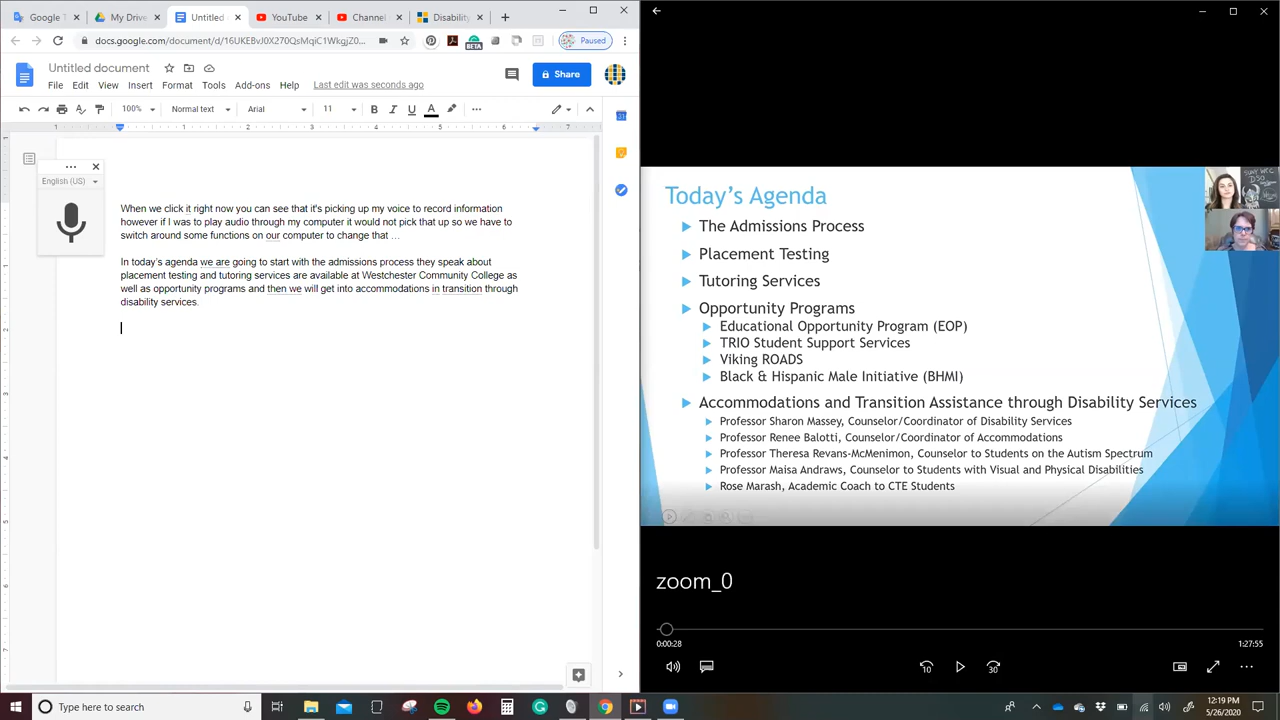 Google T
My Drive
Untitled
YouTube
Channel
Disability
docs.google.com/document/d/16UKEBvJ0X270QsMqiC1WkgjZ0...
BETA
Paused
Untitled document
File Edit View Insert Format Tools Add-ons Help Last edit was seconds ago
Share
100% Normal text Arial 11
English (US)
When we click it right now you can see that it's picking up my voice to record information
however if I was to play audio through my computer it would not pick that up so we have to
switch around some functions on our computer to change that ...
In today's agenda we are going to start with the admissions process they speak about
placement testing and tutoring services are available at Westchester Community College as
well as opportunity programs and then we will get into accommodations in transition through
disability services.
Today's Agenda
The Admissions Process
Placement Testing
Tutoring Services
Opportunity Programs
Educational Opportunity Program (EOP)
TRIO Student Support Services
Viking ROADS
Black & Hispanic Male Initiative (BHMI)
Accommodations and Transition Assistance through Disability Services
Professor Sharon Massey, Counselor/Coordinator of Disability Services
Professor Renee Balotti, Counselor/Coordinator of Accommodations
Professor Theresa Revans-McMenimon, Counselor to Students on the Autism Spectrum
Professor Maisa Andraws, Counselor to Students with Visual and Physical Disabilities
Rose Marash, Academic Coach to CTE Students
zoom_0
0:00:28
1:27:55
10
30
Type here to search
12:19 PM
5/26/2020